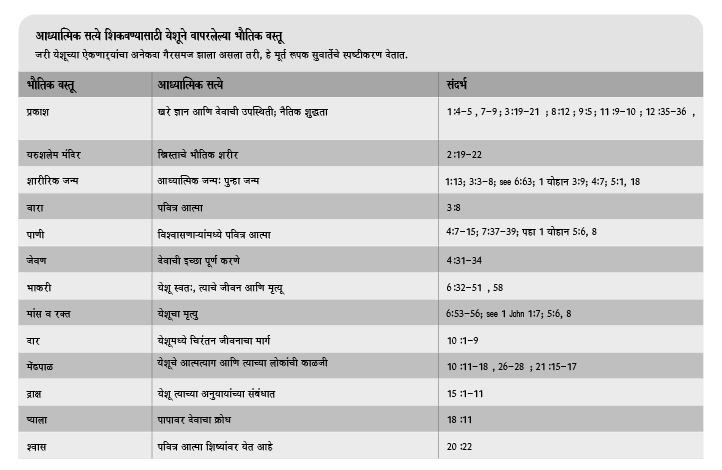 आध्यात्मिक सत्ये शिकवण्यासाठी येशूने वापरलेल्या भौतिक वस्तू
जरी येशूच्या ऐकणाऱ्यांचा अनेकदा गैरसमज झाला असला तरी, हे मूर्त रूपक सुवार्तेचे स्पष्टीकरण देतात.
भौतिक वस्तू आध्यात्मिक सत्ये संदर्भ
प्रकाश खरे ज्ञान आणि देवाची उपस्थिती; नैतिक शुद्धता 1:4–5 , 7–9 ; 3:19–21 ; 8:12 ; 9:5 ; 11:9–10 ; 12:35–36 ,
यरुशलेम मंदिर ख्रिस्ताचे भौतिक शरीर 2:19–22
शारीरिक जन्म आध्यात्मिक जन्म: पुन्हा जन्म 1:13; 3:3–8; see 6:63; 1 योहान 3:9; 4:7; 5:1, 18
वारा पवित्र आत्मा 3:8
पाणी विश्वासणाऱ्यांमध्ये पवित्र आत्मा 4:7–15; 7:37–39; पहा 1 योहान 5:6, 8
जेवण देवाची इच्छा पूर्ण करणे 4:31–34
भाकरी येशू स्वतः, त्याचे जीवन आणि मृत्यू 6:32–51 , 58
मांस व रक्त येशूचा मृत्यु 6:53–56; see 1 John 1:7; 5:6, 8
दार येशूमध्ये चिरंतन जीवनाचा मार्ग 10:1–9
मेंढपाळ येशूचे आत्मत्याग आणि त्याच्या लोकांची काळजी 10:11–18 , 26–28 ; 21:15–17
द्राक्ष येशू त्याच्या अनुयायांच्या संबंधात 15:1–11
प्याला पापावर देवाचा क्रोध 18:11
श्वास पवित्र आत्मा शिष्यांवर येत आहे 20:22